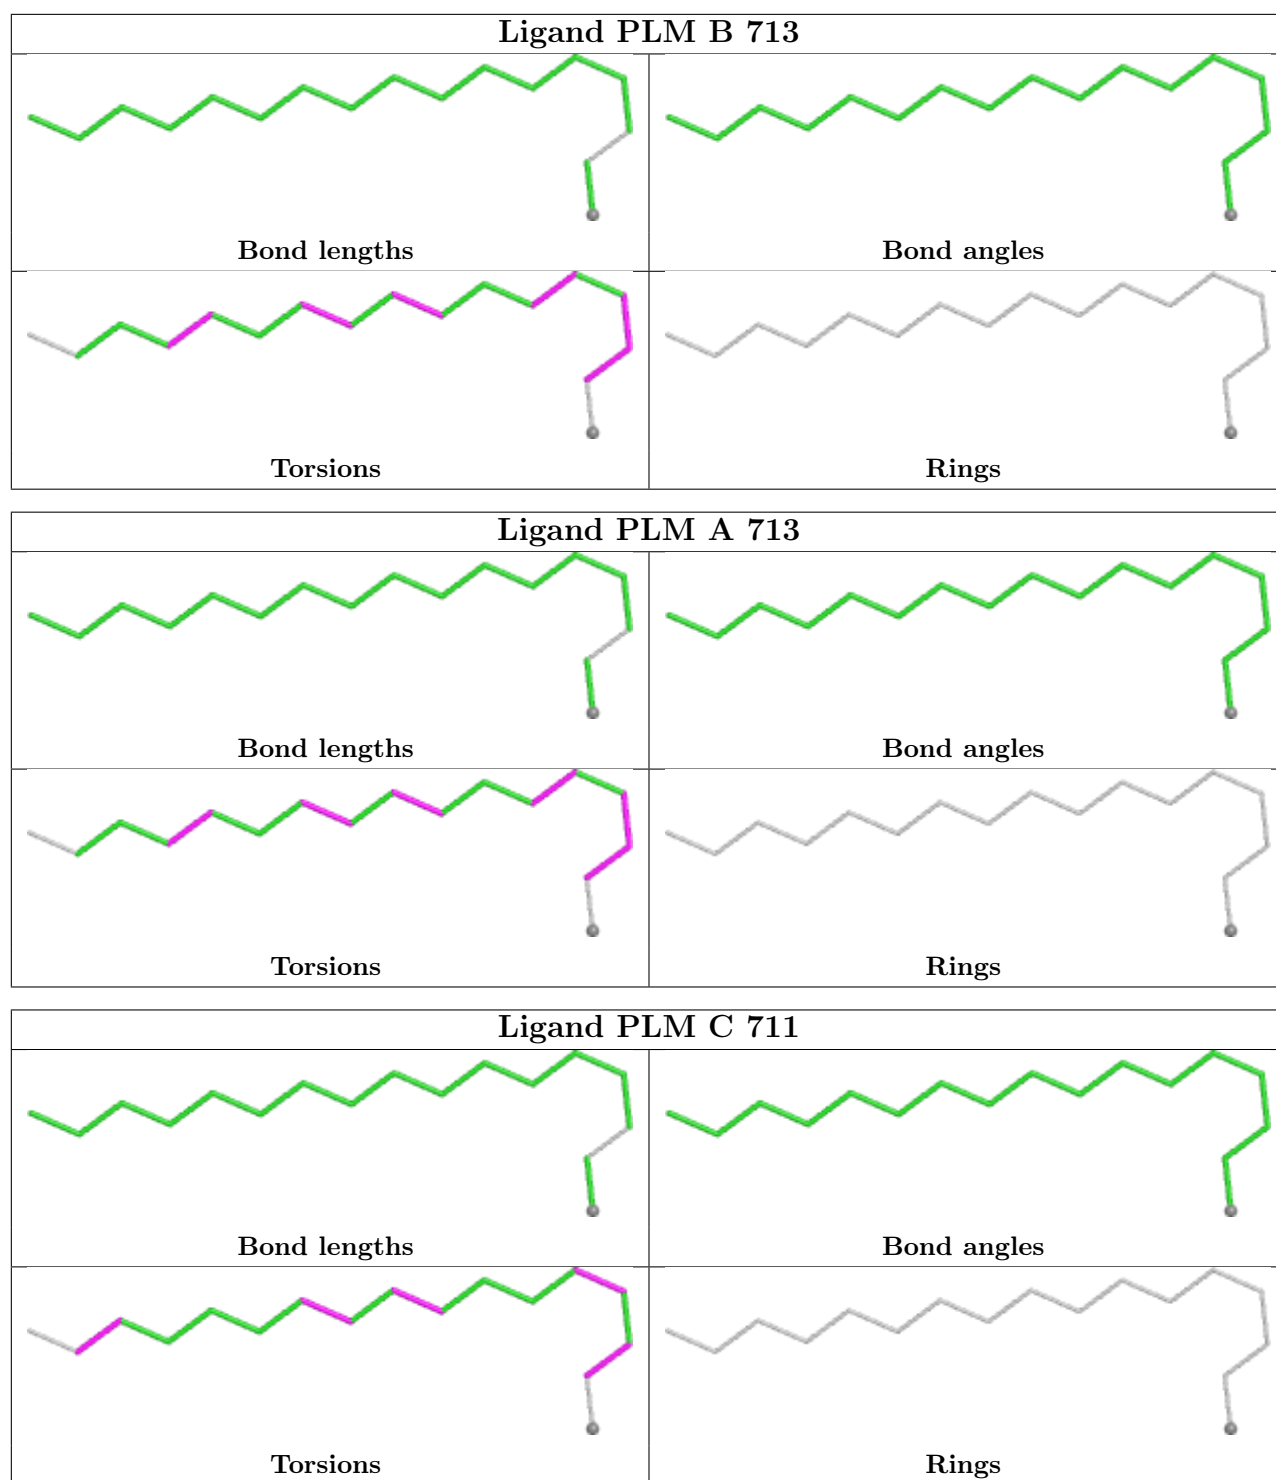 Ligand PLM B 713
Bond lengths
Bond angles
Torsions
Rings
Ligand PLM A 713
Bond lengths
Bond angles
Torsions
Rings
Ligand PLM C 711
Bond lengths
Bond angles
Torsions
Rings